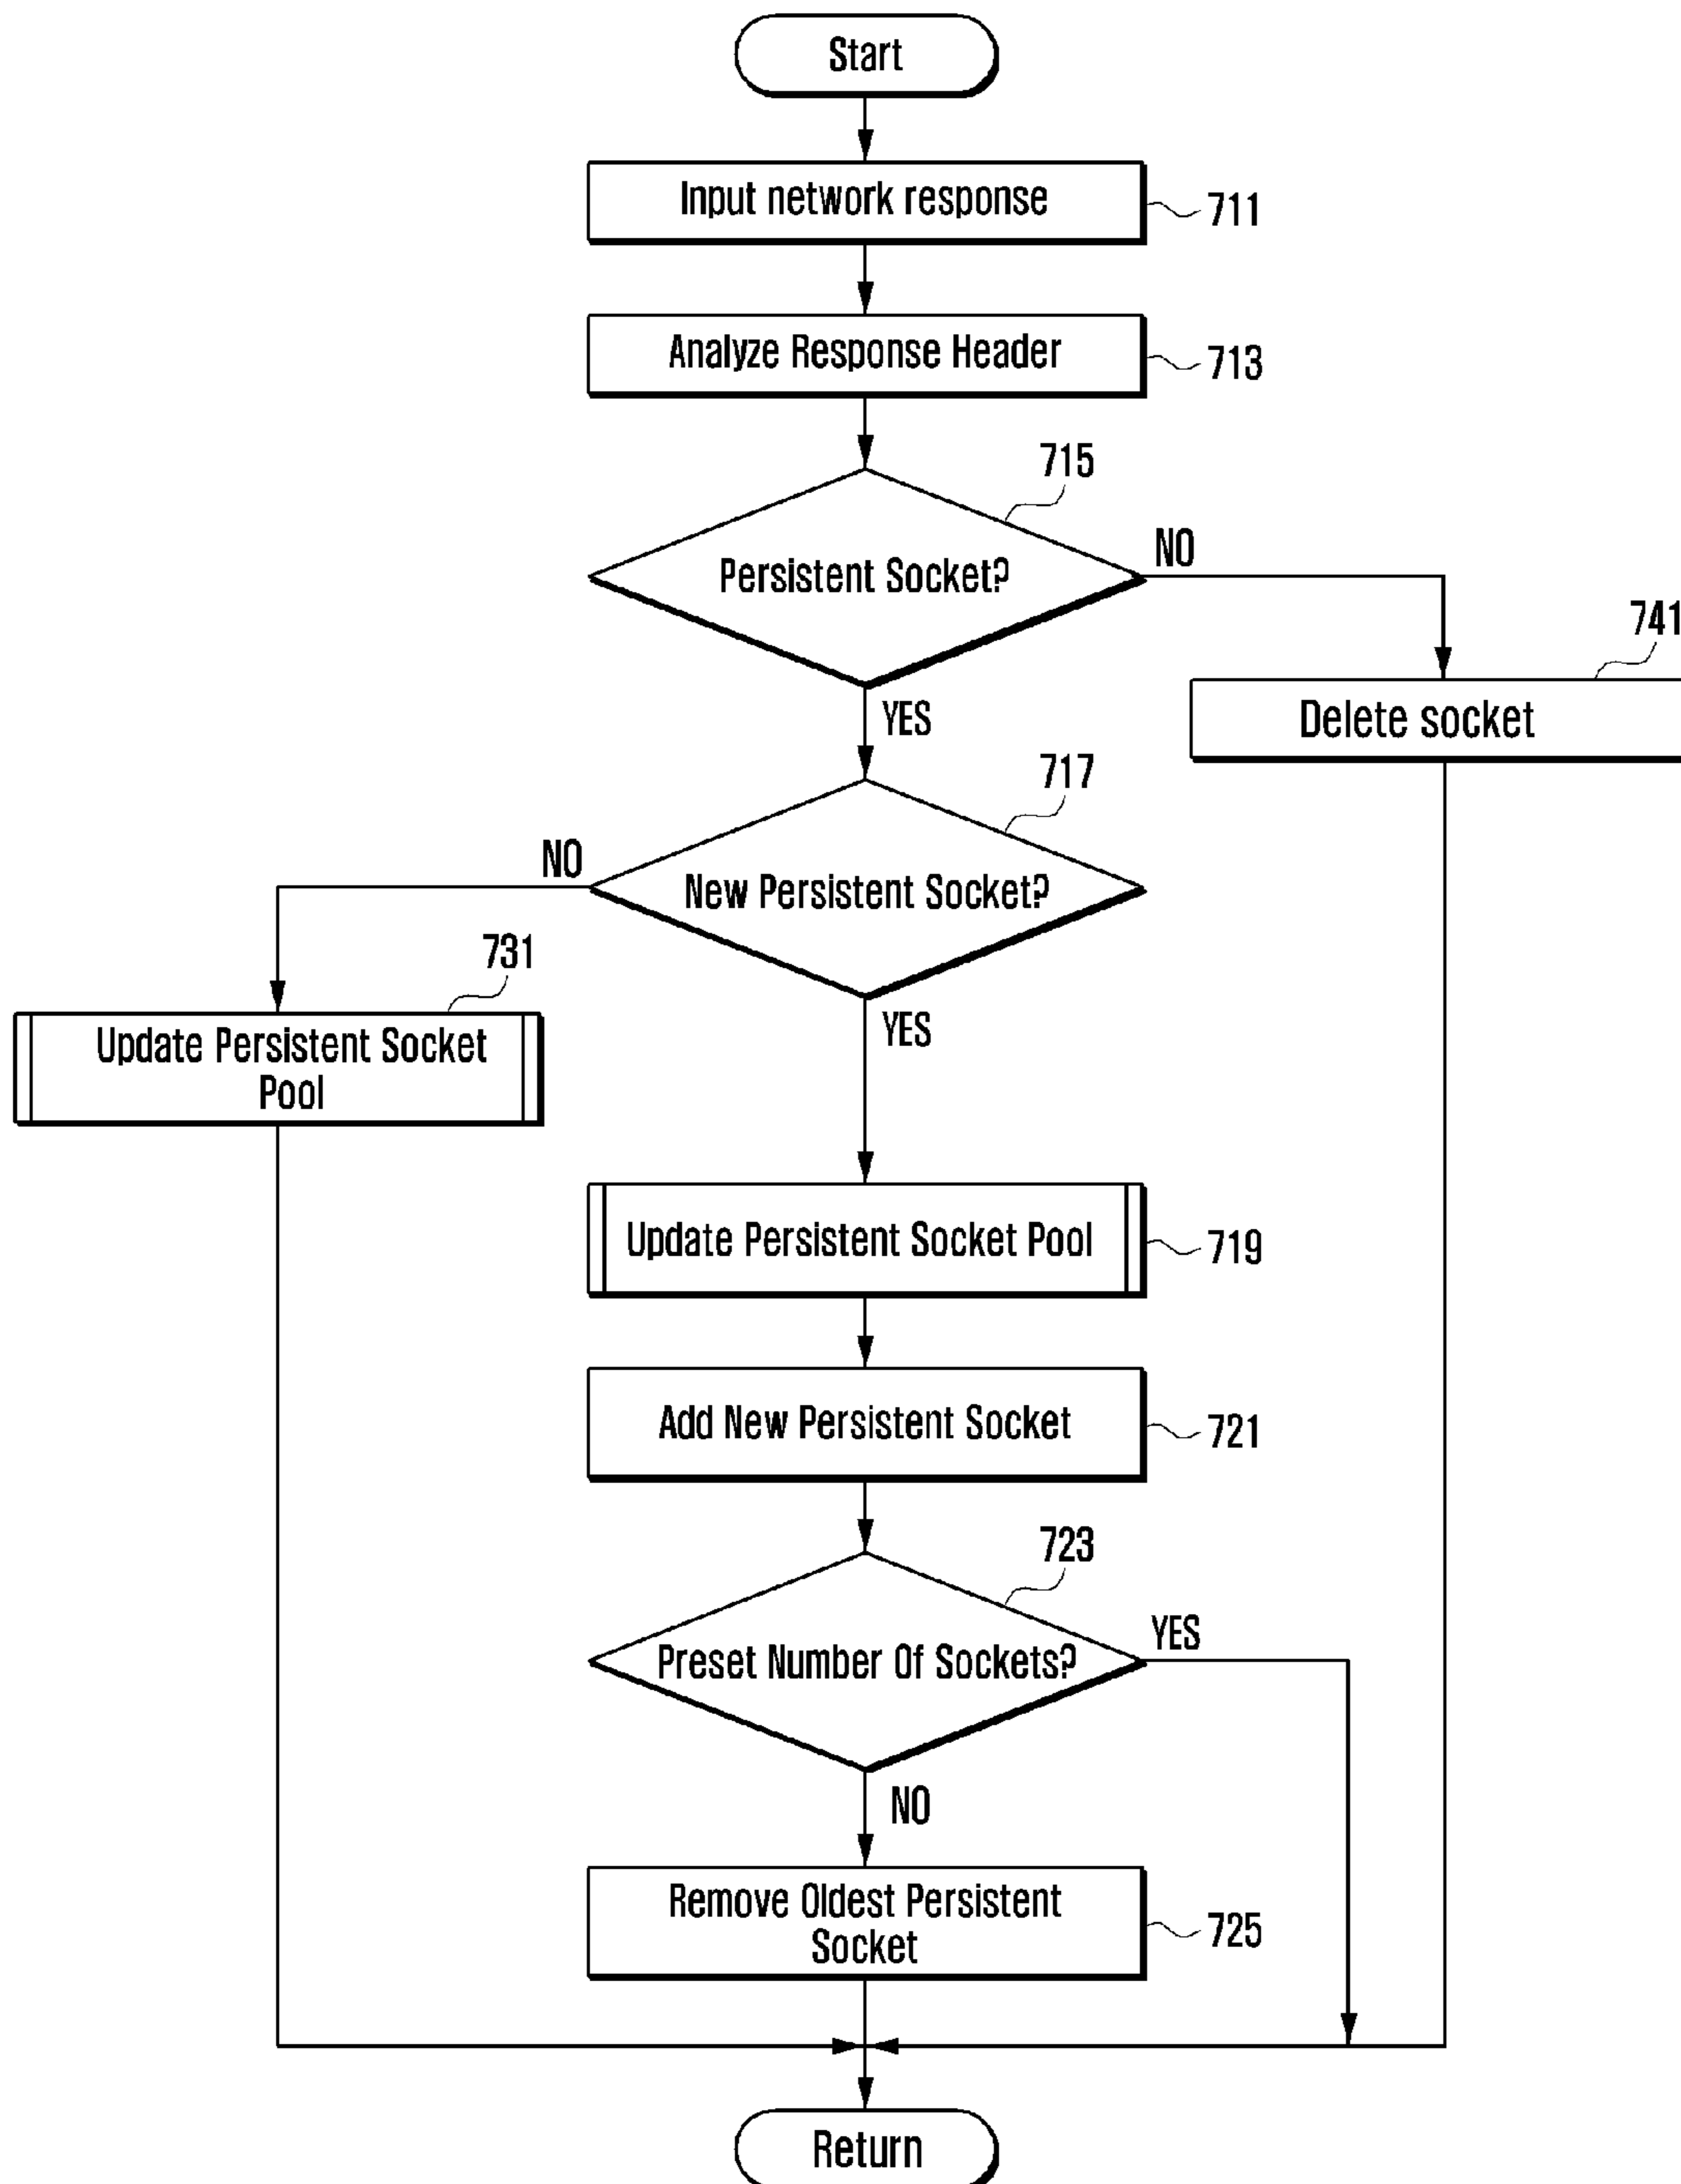 Start
Input network response
711
Analyze Response Header
713
715
Persistent Socket?
NO
741
Delete socket
YES
717
NO
New Persistent Socket?
731
YES
Update Persistent Socket
Pool
Update Persistent Socket Pool
719
Add New Persistent Socket
721
723
YES
Preset Number Of Sockets?
NO
Remove Oldest Persistent
Socket
725
Return